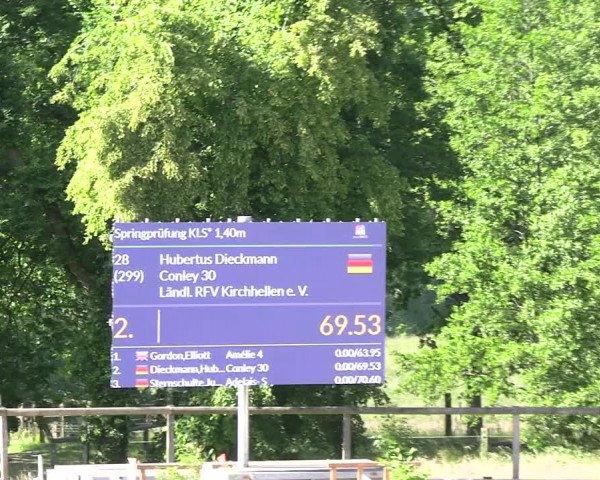 Springprüfung KLS* 1,40m
28 Hubertus Dieckmann
(299) Conley 30
Ländl. RFV Kirchhellen e. V.
2. 69.53
1. Gordon,Elliott Amélie 4 0.00/63.95
2. Dieckmann,Hub... Conley 30 0.00/69.53
3. Sternschulte,Ju... S 0.00/70.60